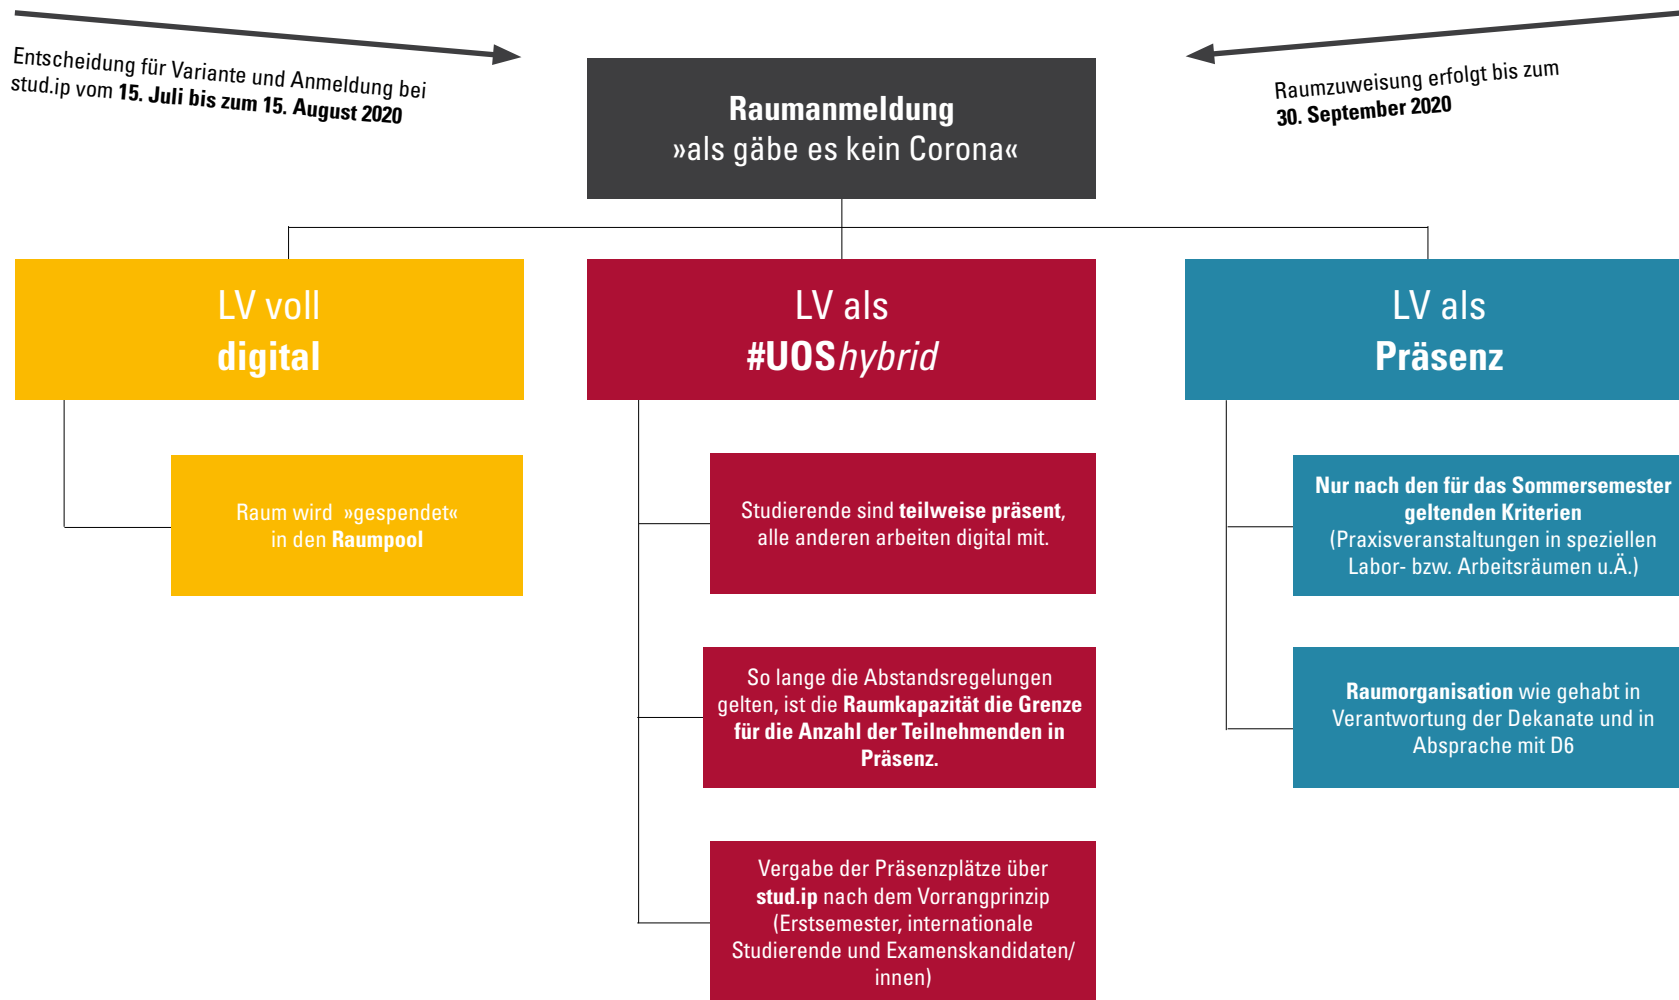 Entscheidung für Variante und Anmeldung bei
stud.ip vom 15. Juli bis zum 15. August 2020
Raumanmeldung
»als gäbe es kein Corona«
Raumzuweisung erfolgt bis zum
30. September 2020
LV voll
digital
LV als
#UOShybrid
LV als
Präsenz
Raum wird »gespendet«
in den Raumpool
Studierende sind teilweise präsent,
alle anderen arbeiten digital mit.
Nur nach den für das Sommersemester
geltenden Kriterien
(Praxisveranstaltungen in speziellen
Labor- bzw. Arbeitsräumen u.Ä.)
So lange die Abstandsregelungen
gelten, ist die Raumkapazität die Grenze
für die Anzahl der Teilnehmenden in
Präsenz.
Raumorganisation wie gehabt in
Verantwortung der Dekanate und in
Absprache mit D6
Vergabe der Präsenzplätze über
stud.ip nach dem Vorrangprinzip
(Erstsemester, internationale
Studierende und Examenskandidaten/
innen)